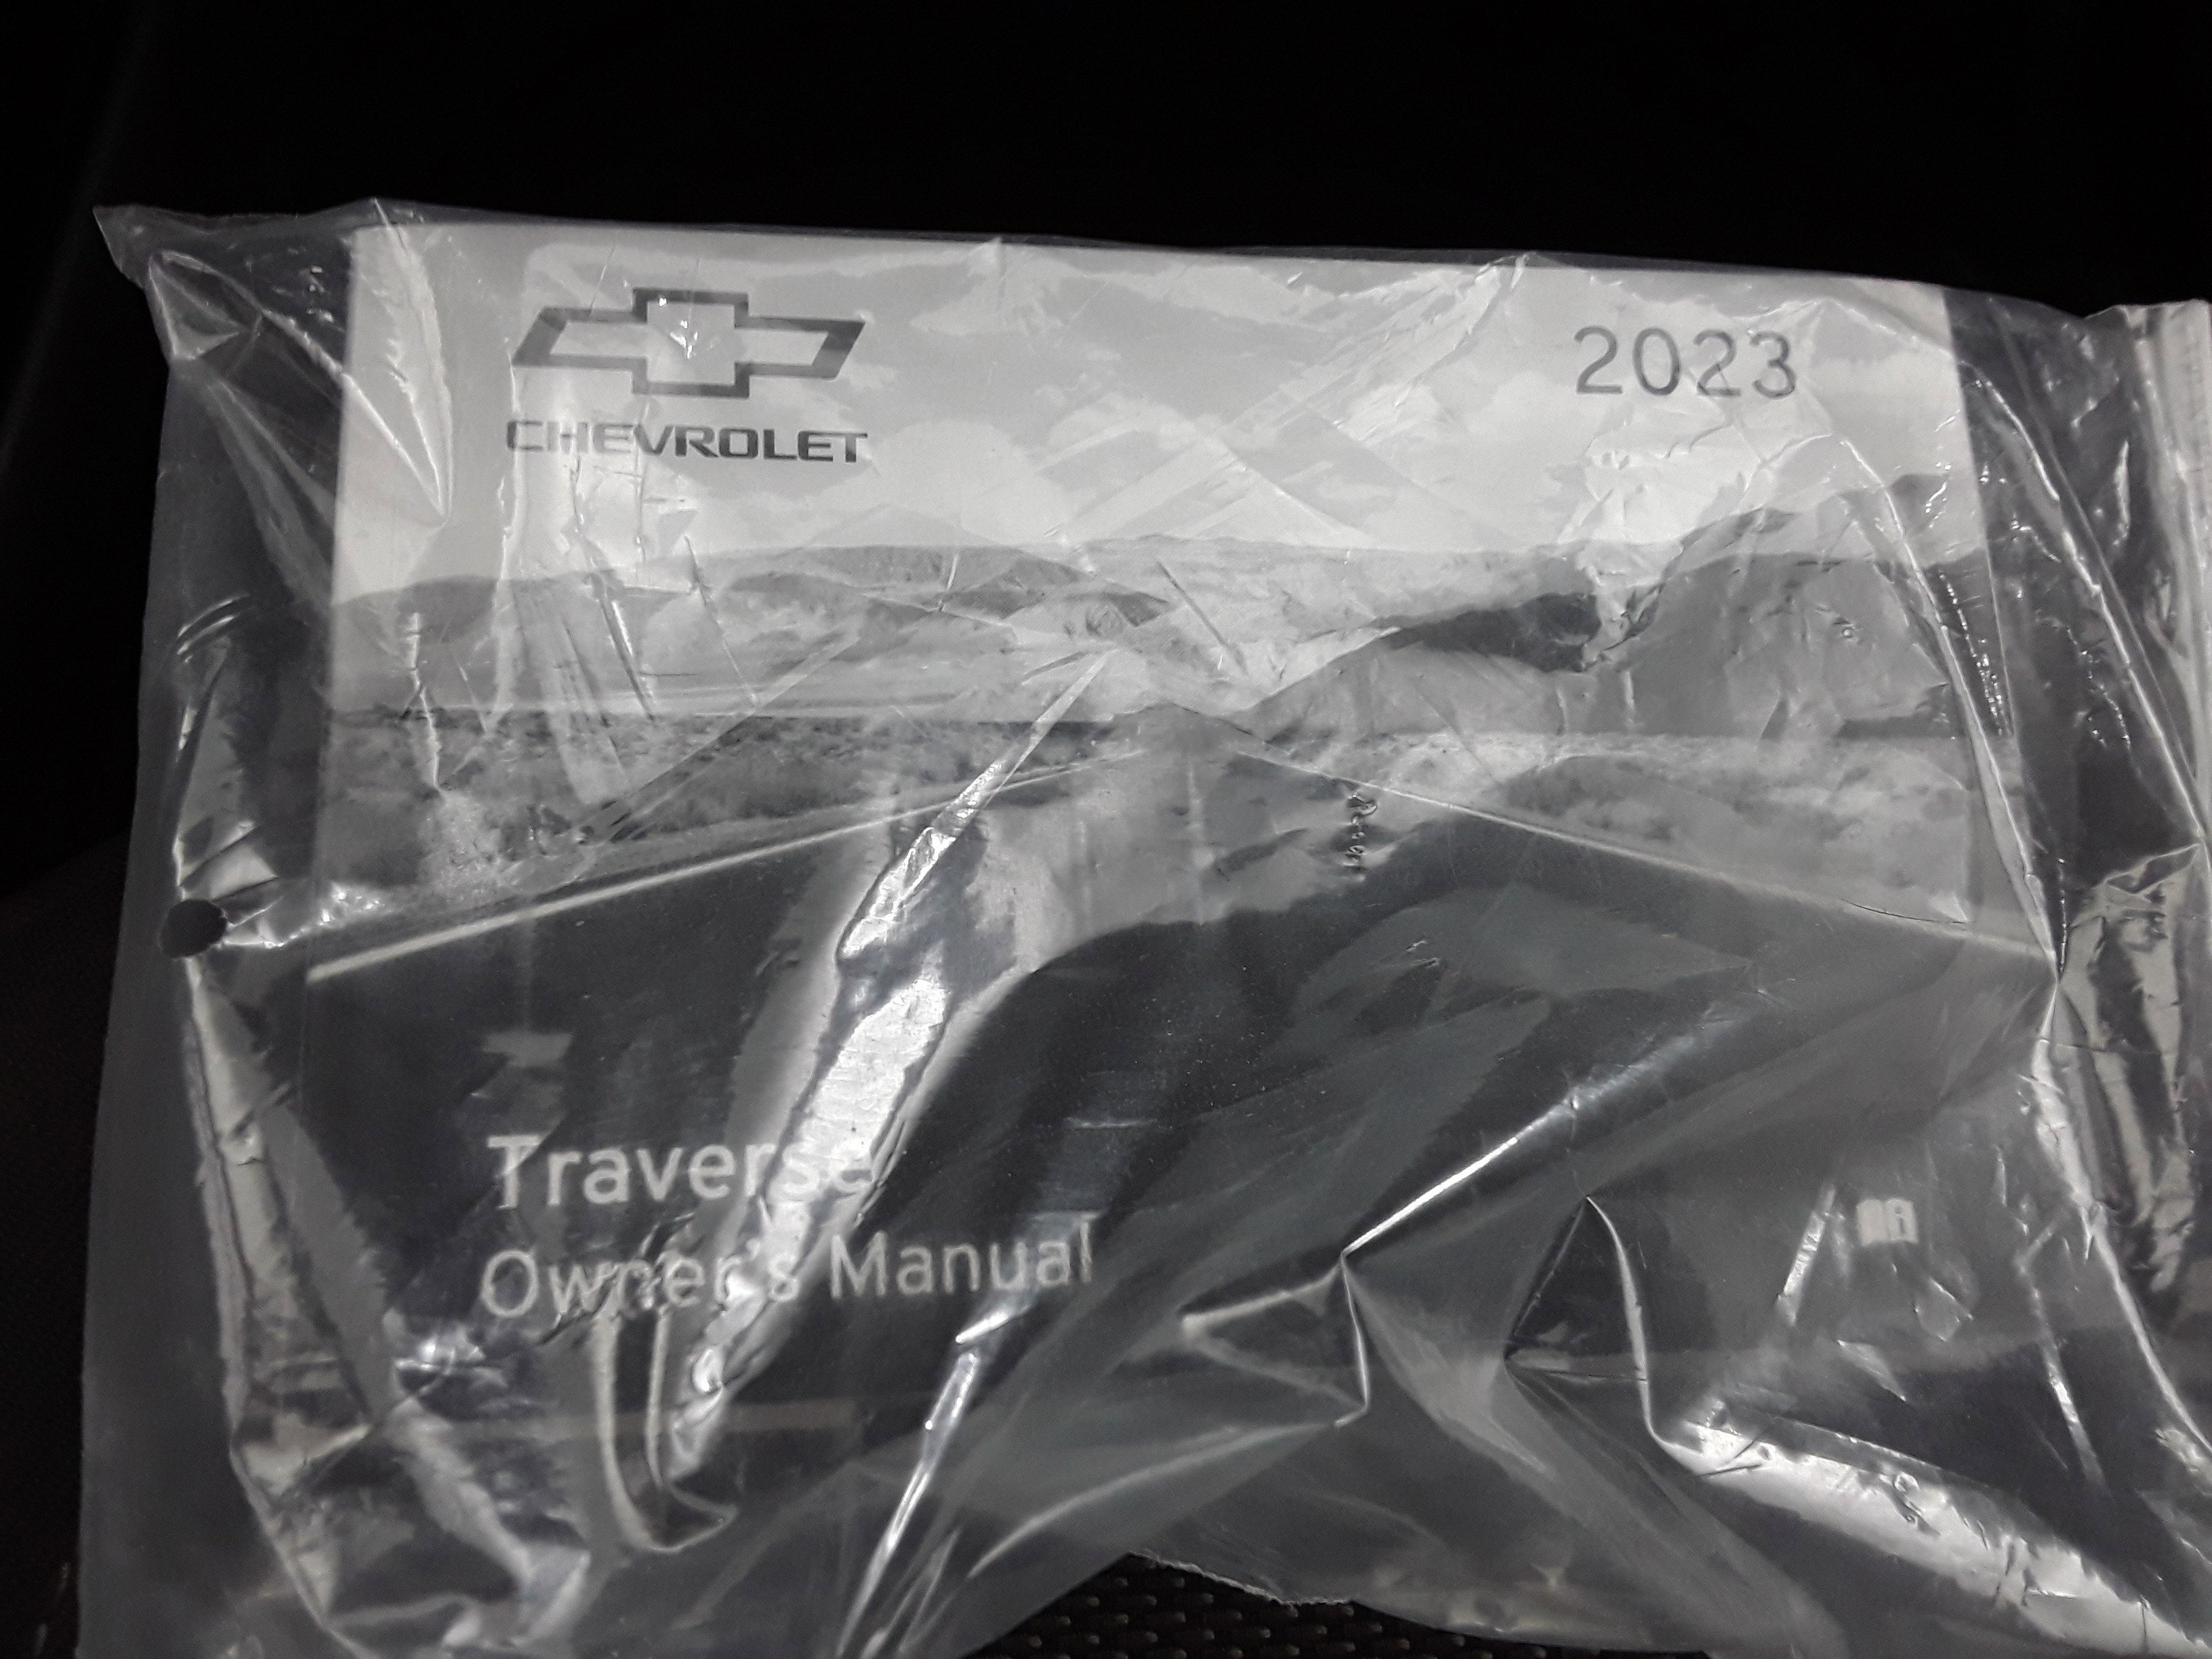 CHEVROLET
2023
Traverse
Owner's Manual